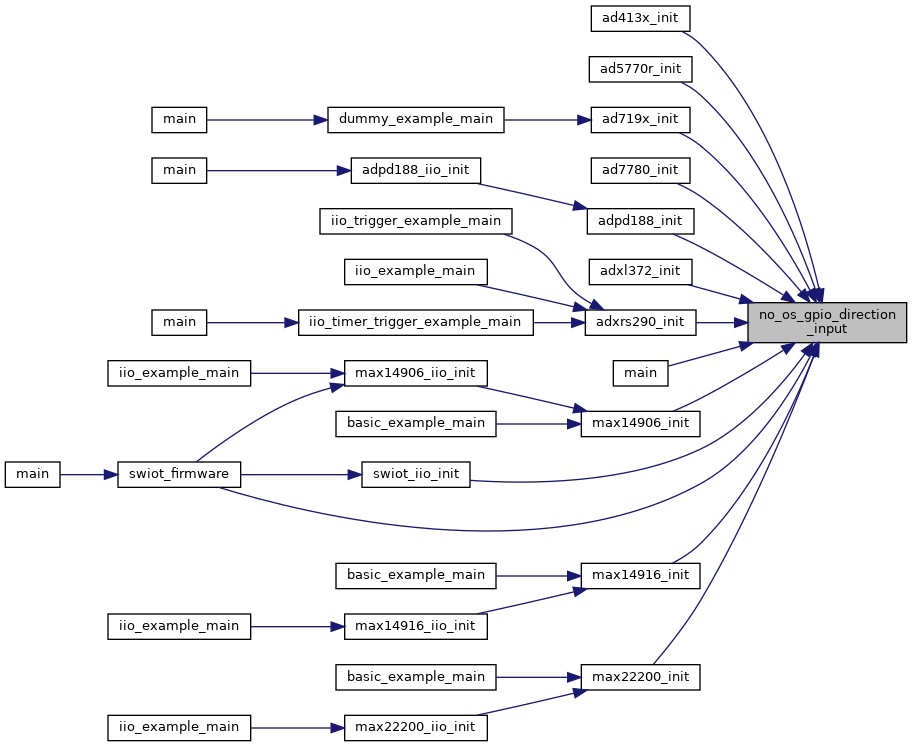 ad413x_init
ad5770r_init
main
dummy_example_main
ad719x_init
main
adpd188_iio_init
ad7780_init
iio_trigger_example_main
adpd188_init
iio_example_main
adxl372_init
no_os_gpio_direction
_input
main
iio_timer_trigger_example_main
adxrs290_init
iio_example_main
max14906_iio_init
main
basic_example_main
max14906_init
main
swiot_firmware
swiot_iio_init
basic_example_main
max14916_init
iio_example_main
max14916_iio_init
basic_example_main
max22200_init
iio_example_main
max22200_iio_init